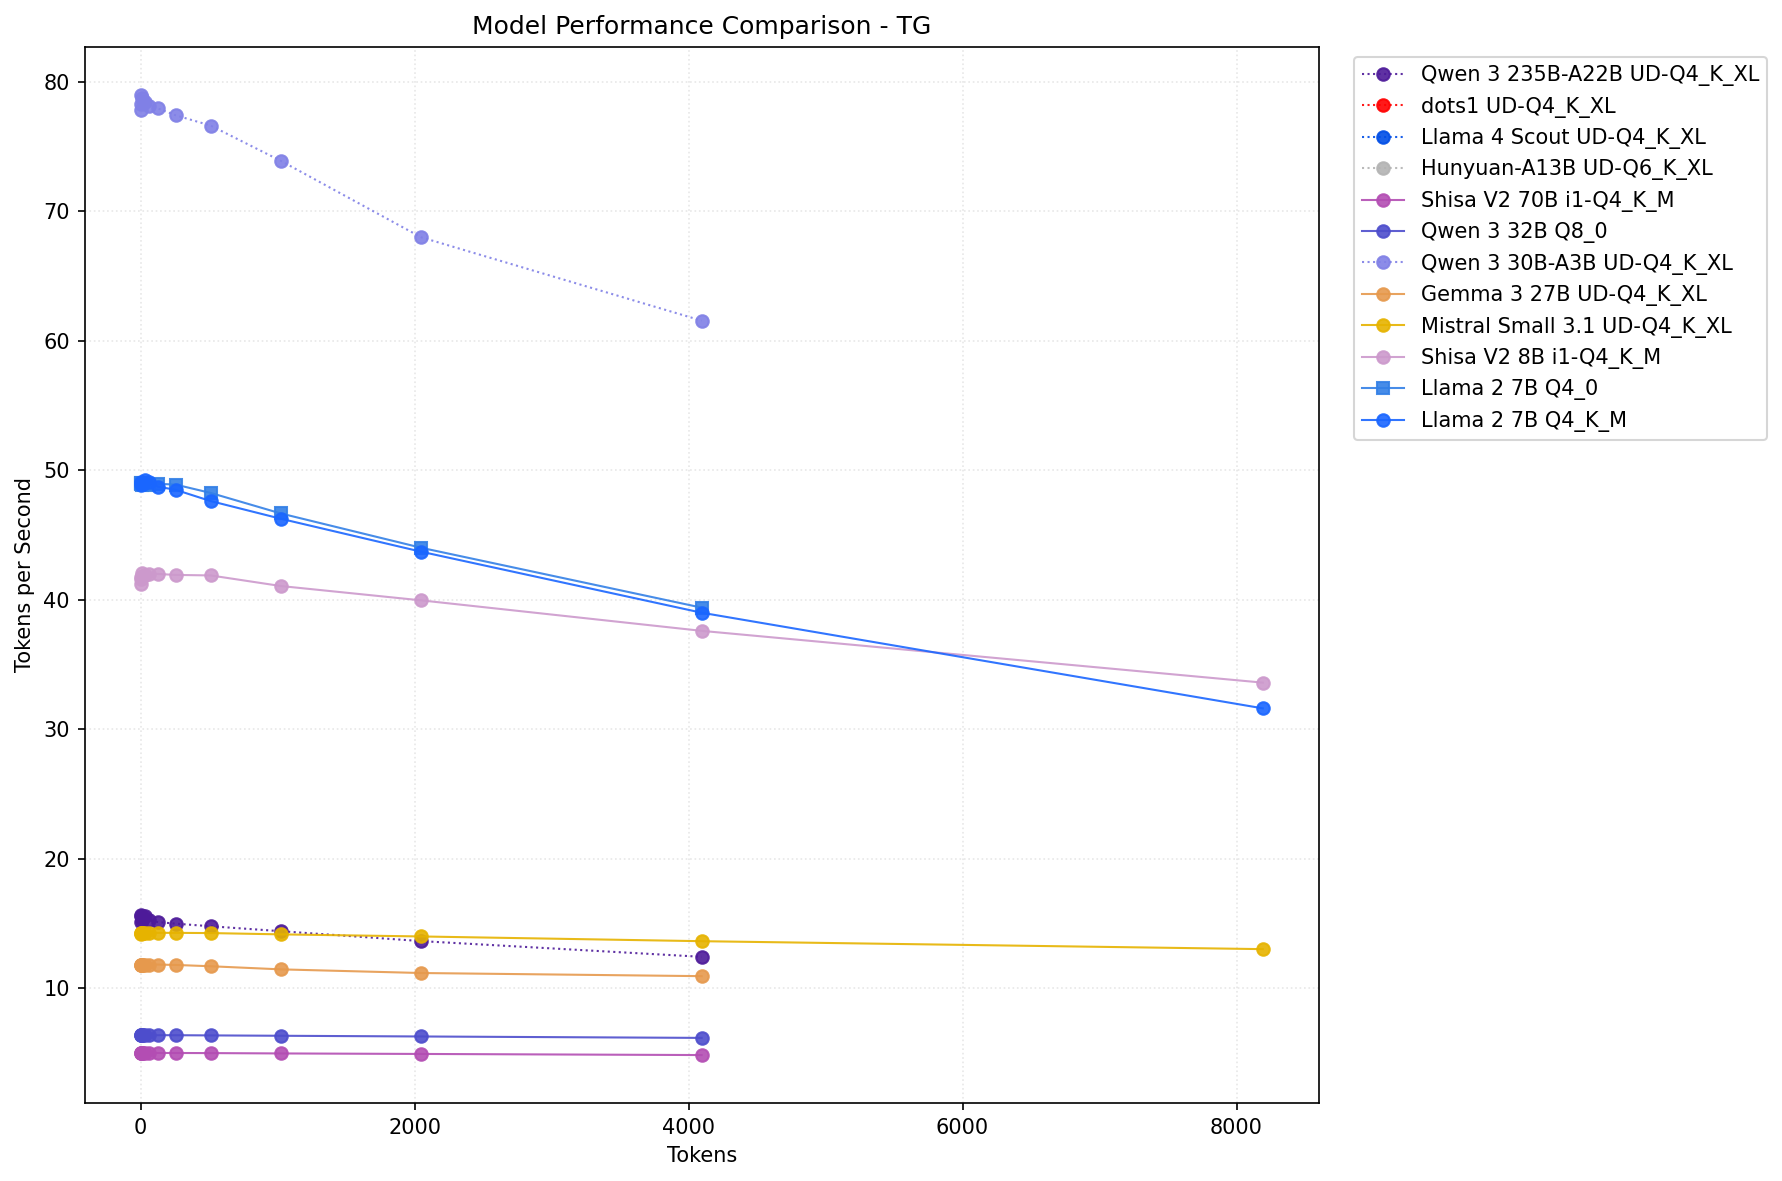 Model Performance Comparison - TG
80
70
60
50
40
30
20
10
Tokens per Second
0
2000
4000
6000
8000
Tokens
Qwen 3 235B-A22B UD-Q4_K_XL
dots1 UD-Q4_K_XL
Llama 4 Scout UD-Q4_K_XL
Hunyuan-A13B UD-Q6_K_XL
Shisa V2 70B i1-Q4_K_M
Qwen 3 32B Q8_0
Qwen 3 30B-A3B UD-Q4_K_XL
Gemma 3 27B UD-Q4_K_XL
Mistral Small 3.1 UD-Q4_K_XL
Shisa V2 8B i1-Q4_K_M
Llama 2 7B Q4_0
Llama 2 7B Q4_K_M